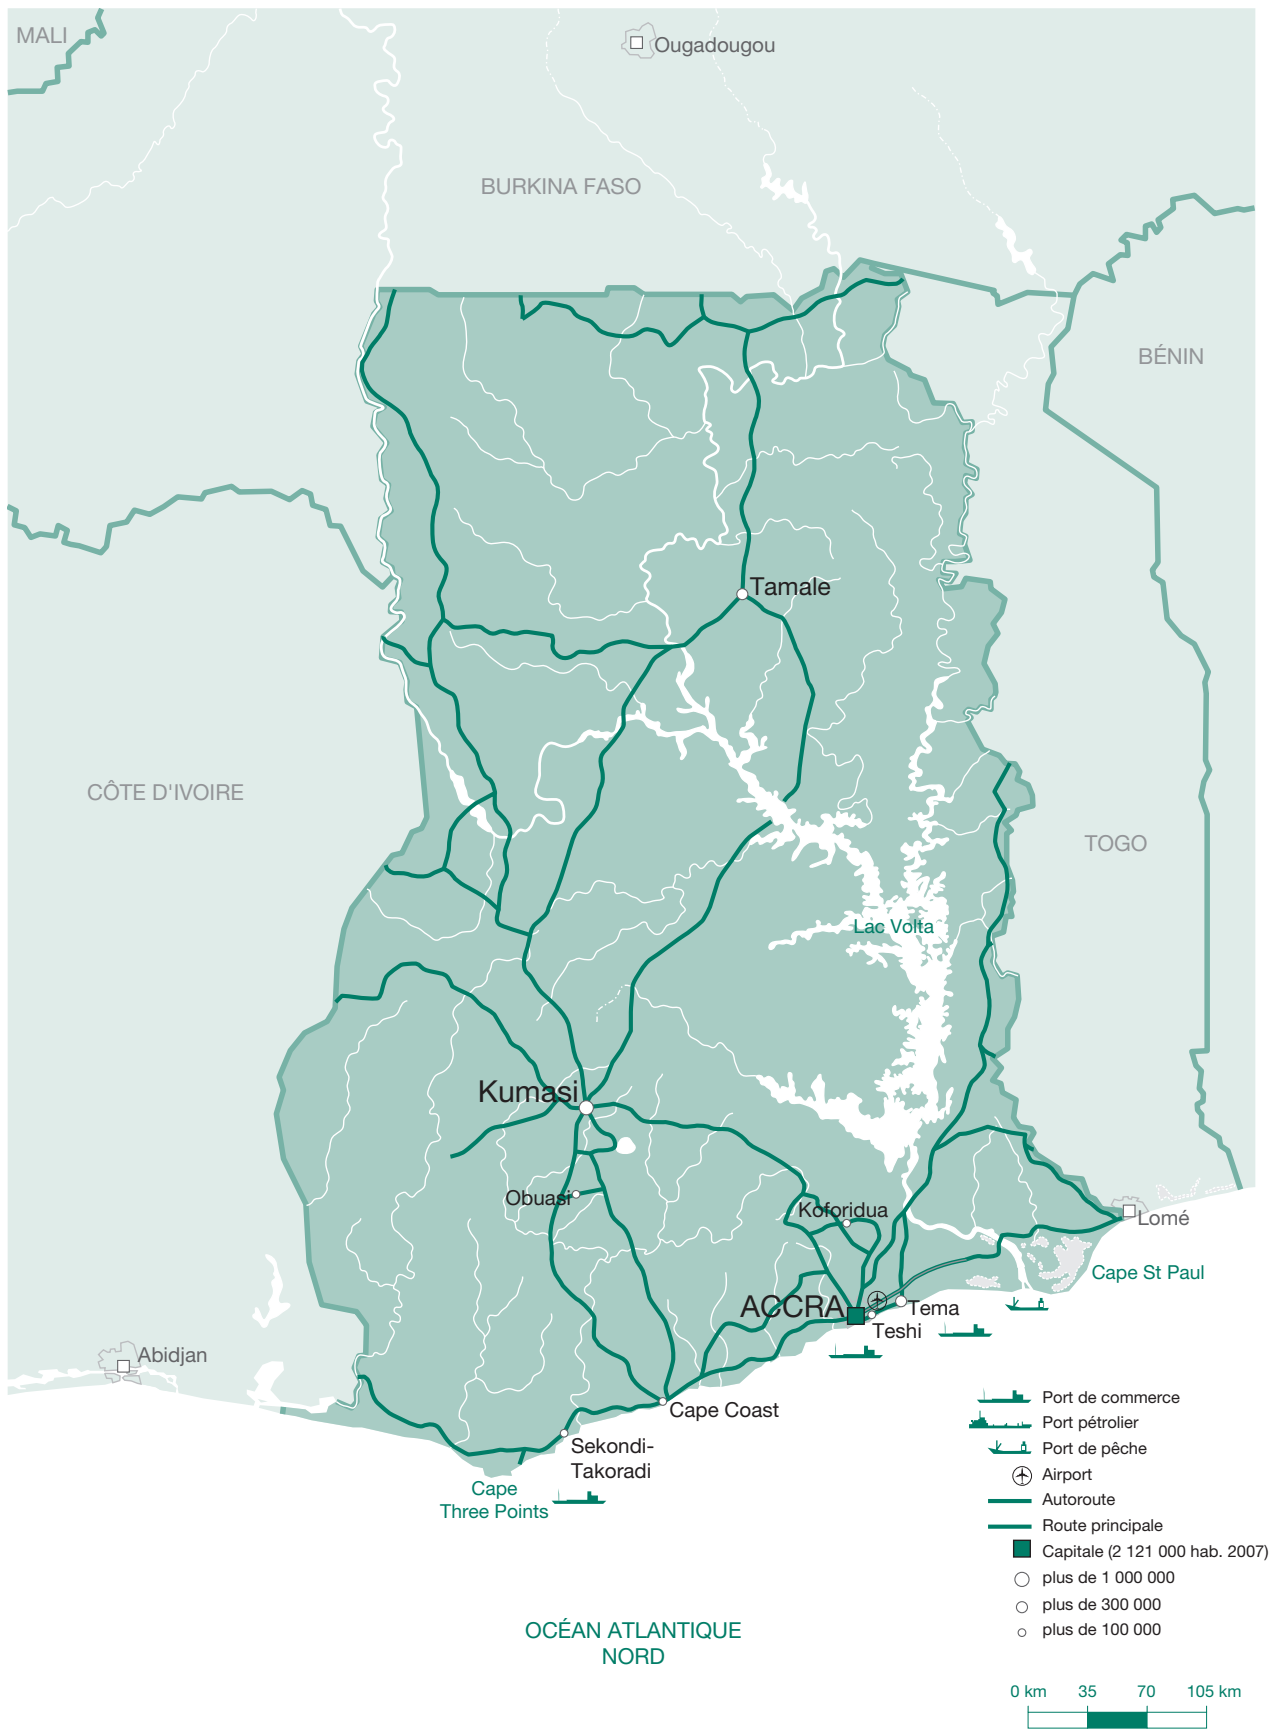 MALI
Ougadougou
BURKINA FASO
BÉNIN
Tamale
CÔTE D'IVOIRE
TOGO
Lac Volta
Kumasi
Obuasi
Koforidua
Lomé
Cape St Paul
ACCRA
Tema
Teshi
Abidjan
Cape Coast
Sekondi-
Takoradi
Cape
Three Points
Port de commerce
Port pétrolier
Port de pêche
Airport
Autoroute
Route principale
Capitale (2 121 000 hab. 2007)
plus de 1 000 000
plus de 300 000
plus de 100 000
OCÉAN ATLANTIQUE
NORD
0 km 35 70 105 km